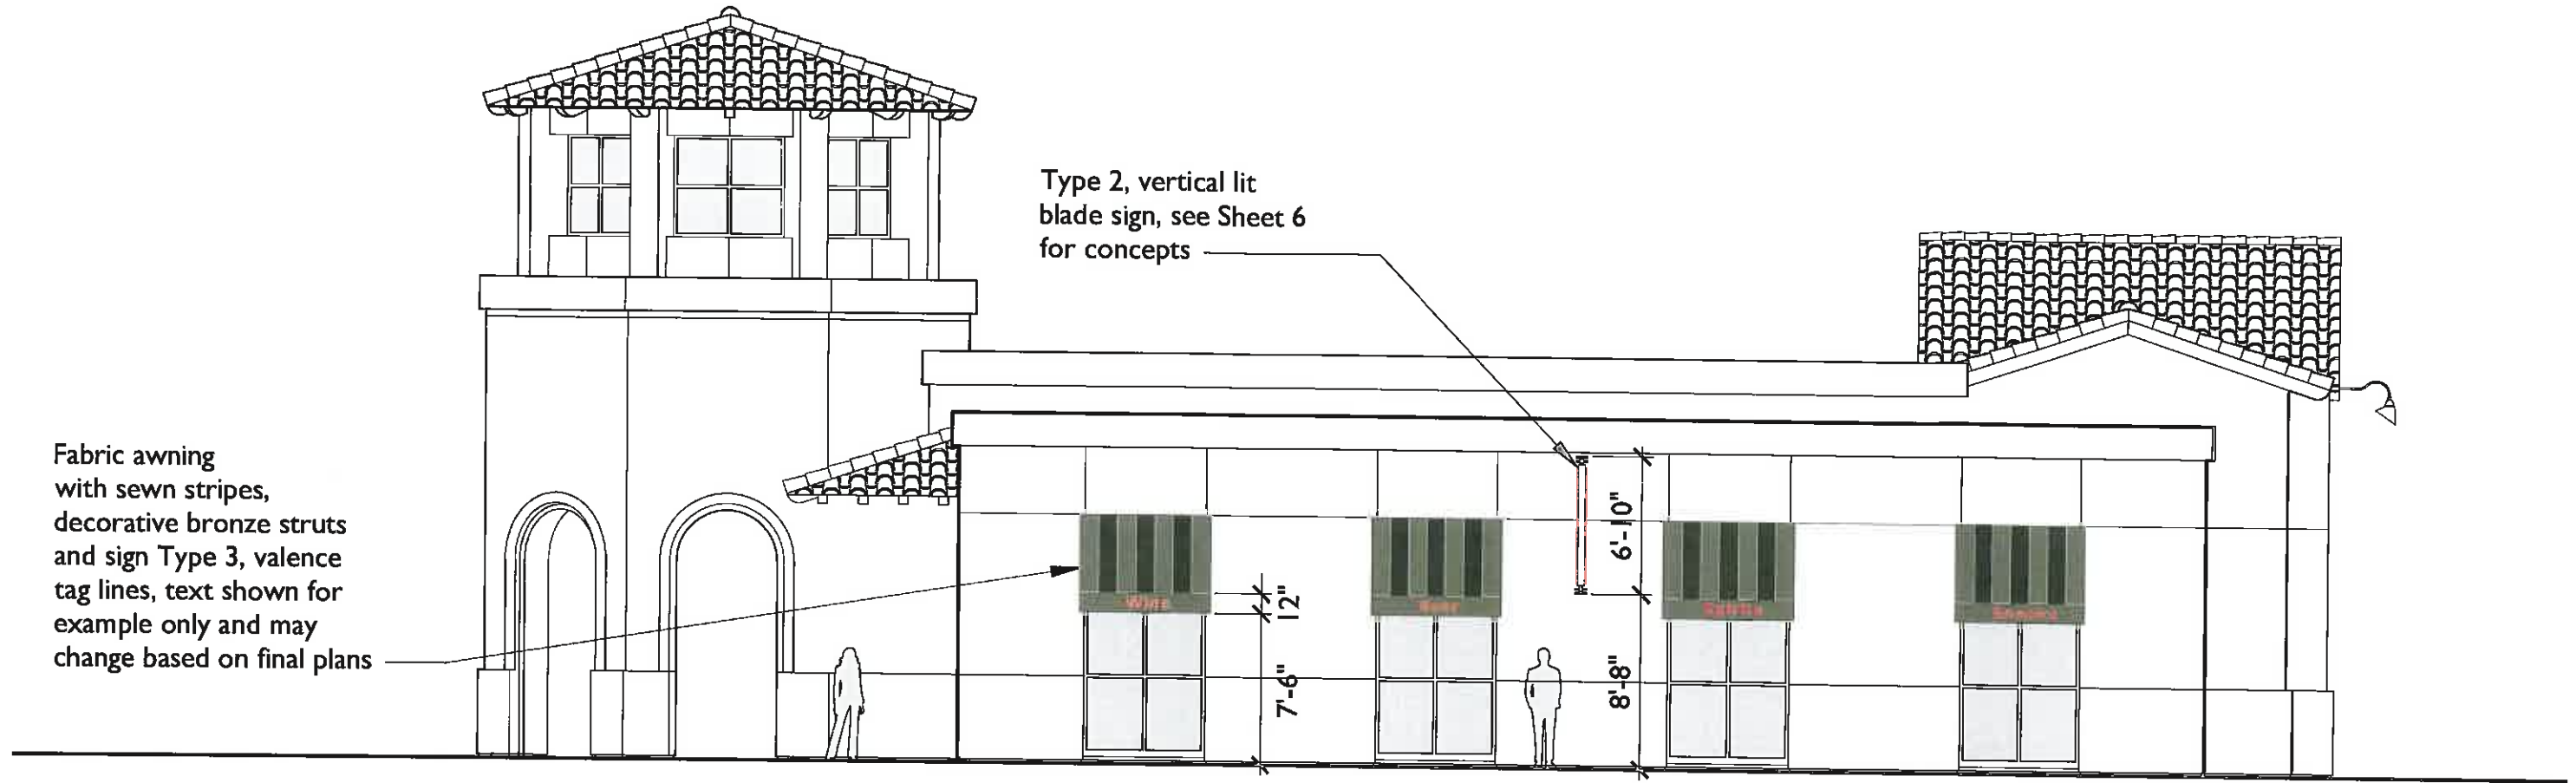 Type 2, vertical lit
blade sign, see Sheet 6
for concepts
Fabric awning
with sewn stripes,
decorative bronze struts
and sign Type 3, valence
tag lines, text shown for
example only and may
change based on final plans
12"
7'-6"
6'-10"
8'-8"